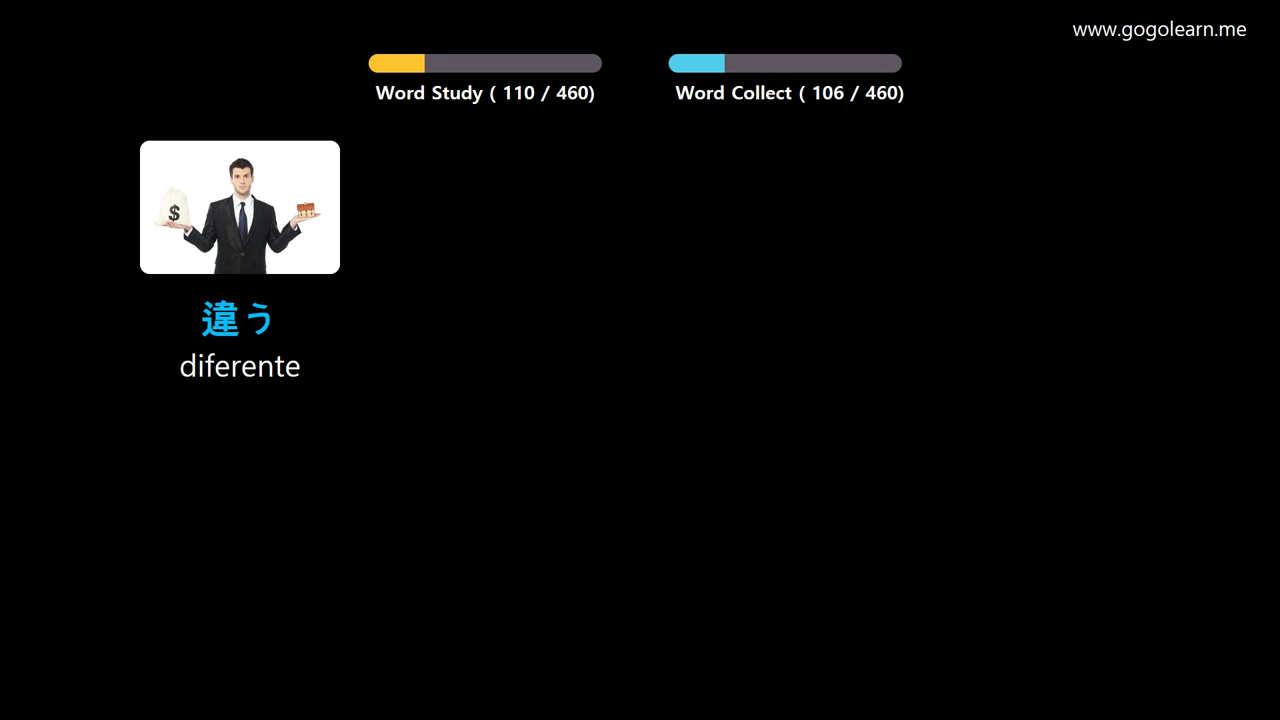 www.gogolearn.me
Word Study ( 110 / 460)
Word Collect ( 106 / 460)
$
違う
diferente